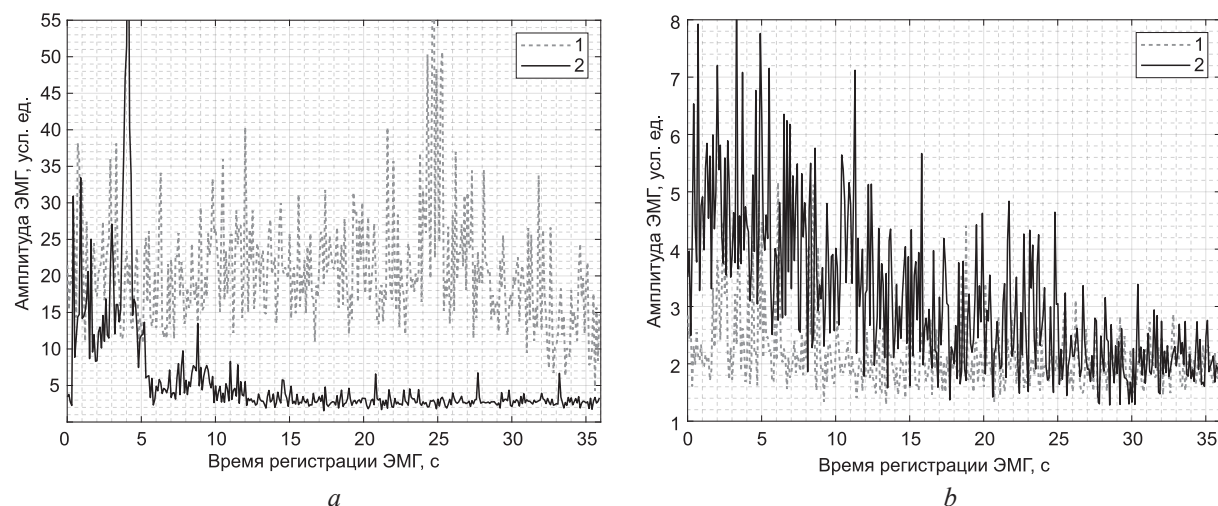 55
50
45
40
35
30
25
20
15
10
5
0 5 10 15 20 25 30 35
Амплитуда ЭМГ, усл. ед.
Время регистрации ЭМГ, с
1
2
a
8
7
6
5
4
3
2
1
0 5 10 15 20 25 30 35
Амплитуда ЭМГ, усл. ед.
Время регистрации ЭМГ, с
1
2
b